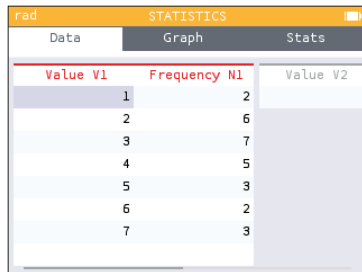 rad STATISTICS
Data Graph Stats
Value V1 Frequency N1 Value V2
1 2
2 6
3 7
4 5
5 3
6 2
7 3